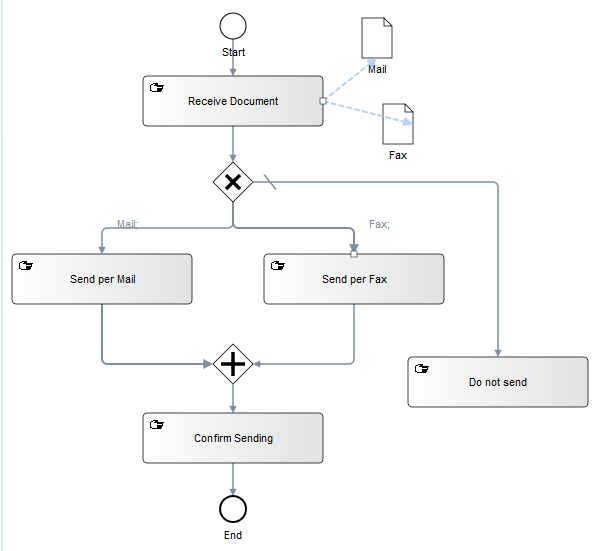 Start
Mail
Receive Document
Fax
Mail;
Fax;
Send per Mail
Send per Fax
Do not send
Confirm Sending
End